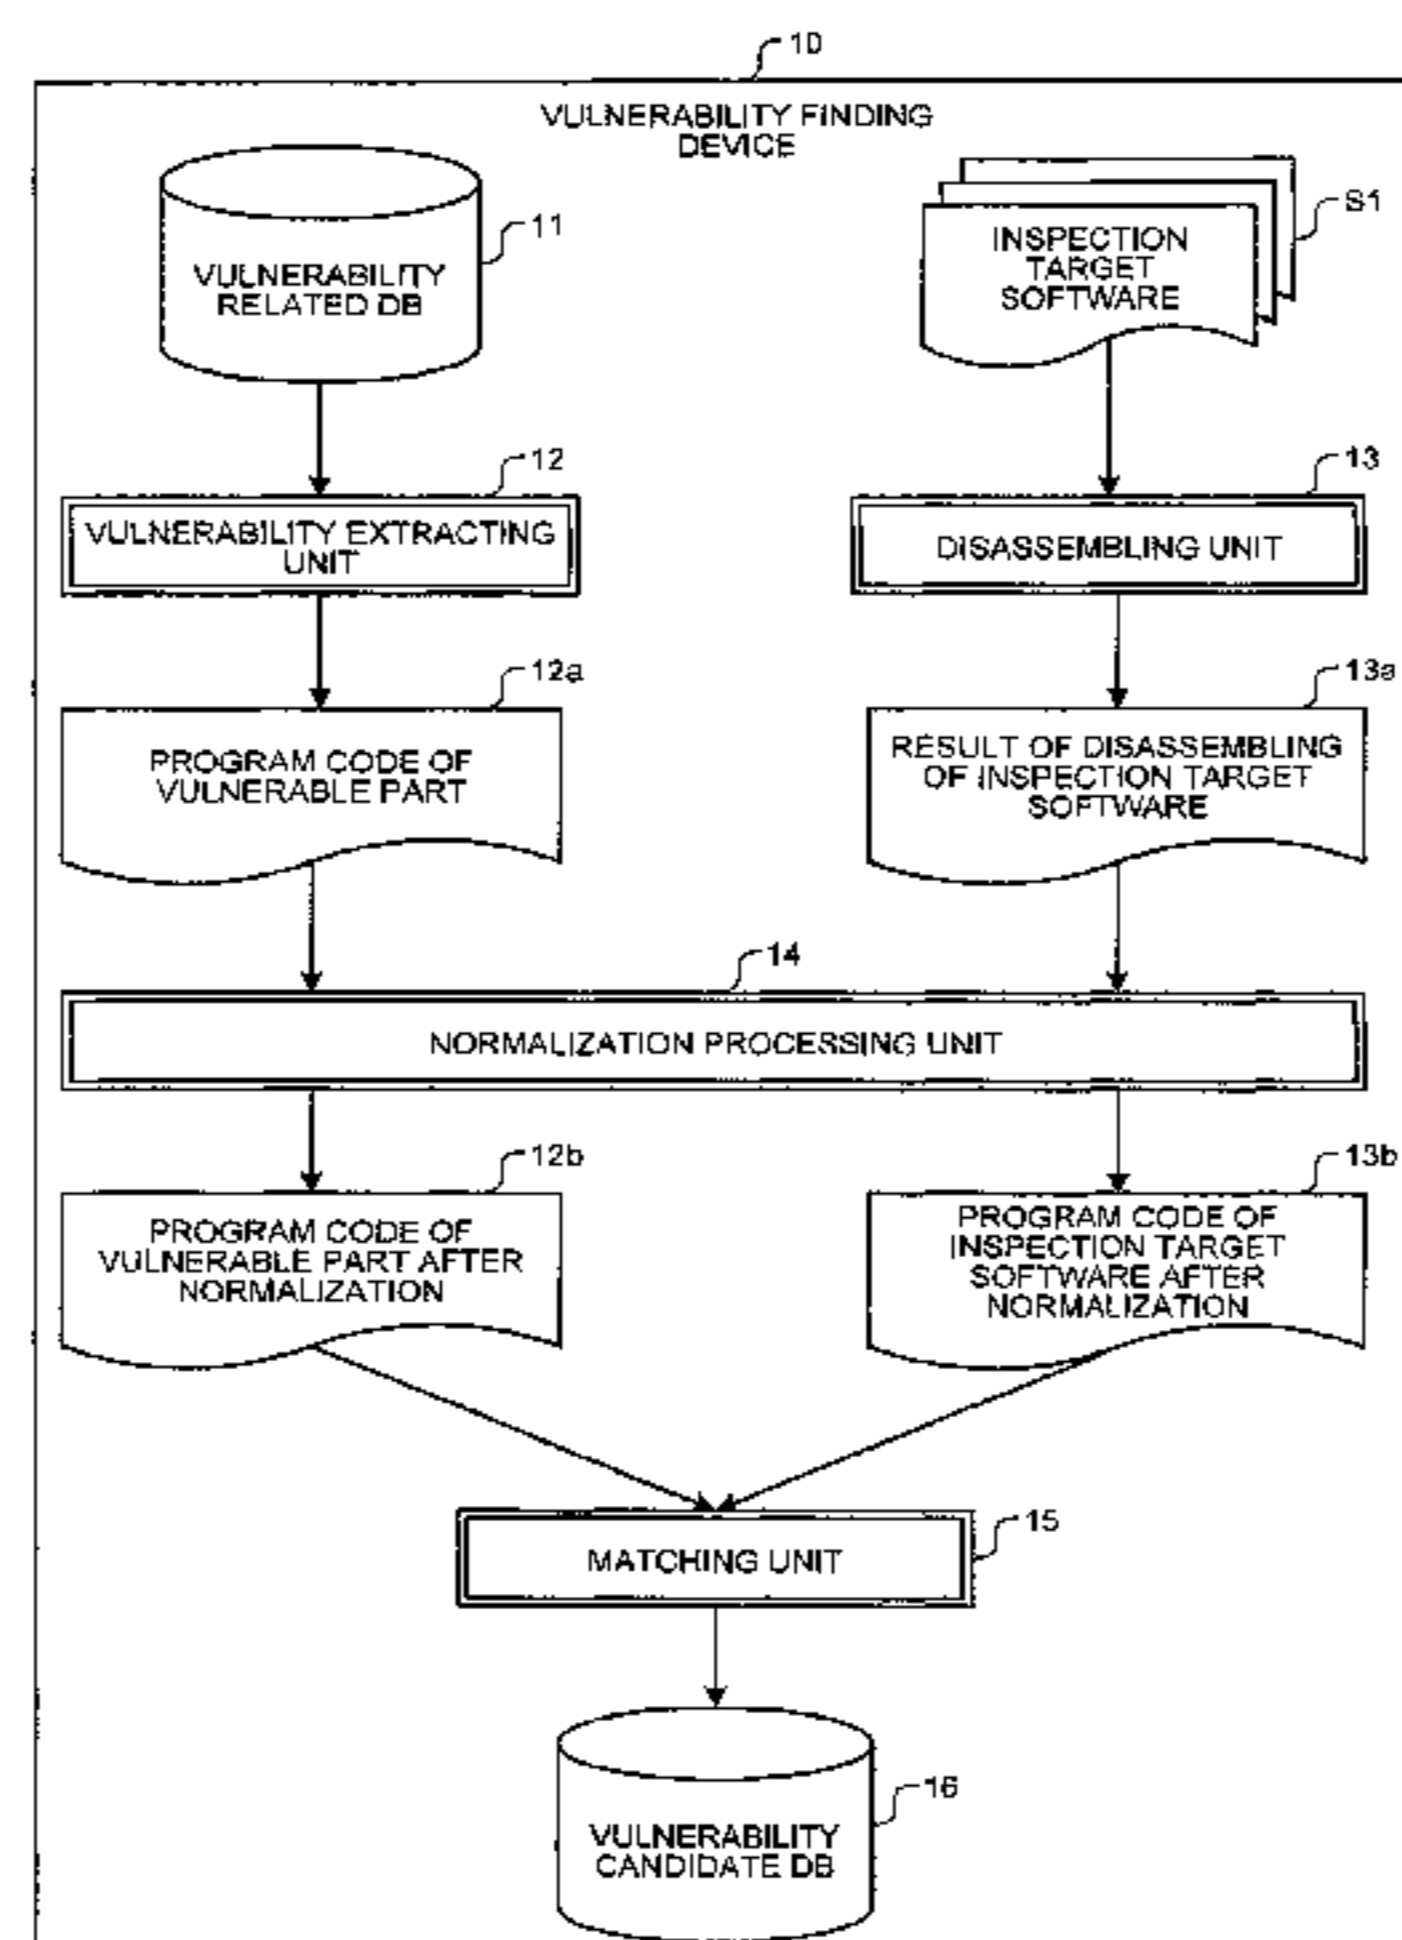 10
VULNERABILITY FINDING
DEVICE
11
VULNERABILITY
RELATED DB
S1
INSPECTION
TARGET
SOFTWARE
12
VULNERABILITY EXTRACTING
UNIT
13
DISASSEMBLING UNIT
12a
PROGRAM CODE OF
VULNERABLE PART
13a
RESULT OF DISASSEMBLING
OF INSPECTION TARGET
SOFTWARE
14
NORMALIZATION PROCESSING UNIT
12b
PROGRAM CODE OF
VULNERABLE PART AFTER
NORMALIZATION
13b
PROGRAM CODE OF
INSPECTION TARGET
SOFTWARE AFTER
NORMALIZATION
15
MATCHING UNIT
16
VULNERABILITY
CANDIDATE DB